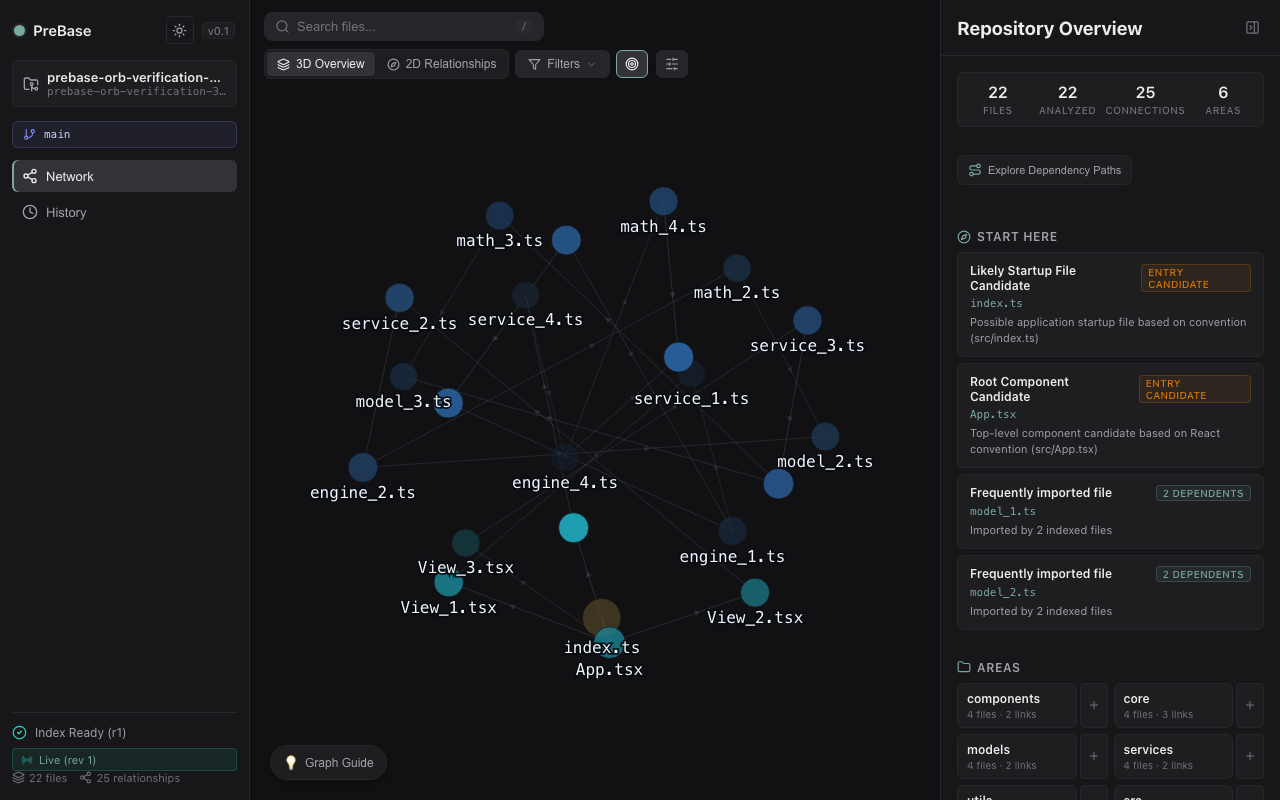 PreBase
v0.1
prebase-orb-verification-...
prebase-orb-verification-3...
main
Network
History
Index Ready (r1)
Live (rev 1)
22 files
25 relationships
Search files...
/
3D Overview
2D Relationships
Filters
math_3.ts
math_4.ts
math_2.ts
service_2.ts
service_4.ts
service_3.ts
model_3.ts
service_1.ts
model_2.ts
engine_2.ts
engine_4.ts
engine_1.ts
View_3.tsx
View_1.tsx
View_2.tsx
index.ts
App.tsx
Graph Guide
Repository Overview
22
22
25
6
FILES
ANALYZED
CONNECTIONS
AREAS
Explore Dependency Paths
START HERE
Likely Startup File
Candidate
ENTRY
CANDIDATE
index.ts
Possible application startup file based on convention
(src/index.ts)
Root Component
Candidate
ENTRY
CANDIDATE
App.tsx
Top-level component candidate based on React
convention (src/App.tsx)
Frequently imported file
2 DEPENDENTS
model_1.ts
Imported by 2 indexed files
Frequently imported file
2 DEPENDENTS
model_2.ts
Imported by 2 indexed files
AREAS
components
4 files · 2 links
+
core
4 files · 3 links
+
models
4 files · 2 links
+
services
4 files · 2 links
+